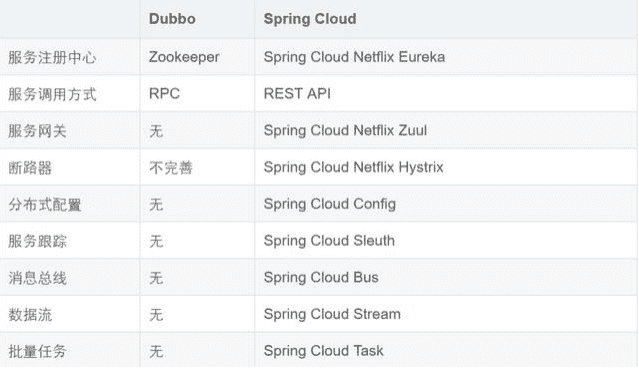 Dubbo Spring Cloud
服务注册中心 Zookeeper Spring Cloud Netflix Eureka
服务调用方式 RPC REST API
服务网关 无 Spring Cloud Netflix Zuul
断路器 不完善 Spring Cloud Netflix Hystrix
分布式配置 无 Spring Cloud Config
服务跟踪 无 Spring Cloud Sleuth
消息总线 无 Spring Cloud Bus
数据流 无 Spring Cloud Stream
批量任务 无 Spring Cloud Task